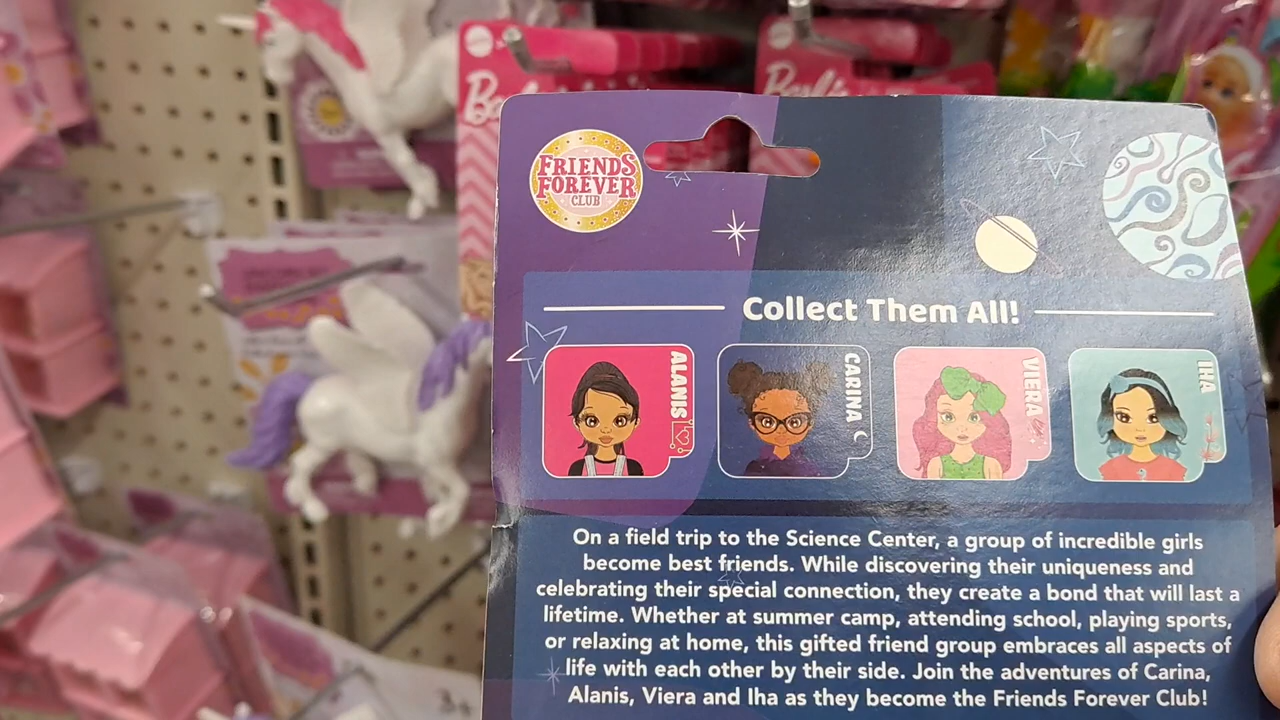 Barbie
FRIENDS
FOREVER
CLUB
Collect Them All!
ALANIS
CARINA
VIERA
IHA
On a field trip to the Science Center, a group of incredible girls
become best friends. While discovering their uniqueness and
celebrating their special connection, they create a bond that will last a
lifetime. Whether at summer camp, attending school, playing sports,
or relaxing at home, this gifted friend group embraces all aspects of
life with each other by their side. Join the adventures of Carina,
Alanis, Viera and Iha as they become the Friends Forever Club!
3+